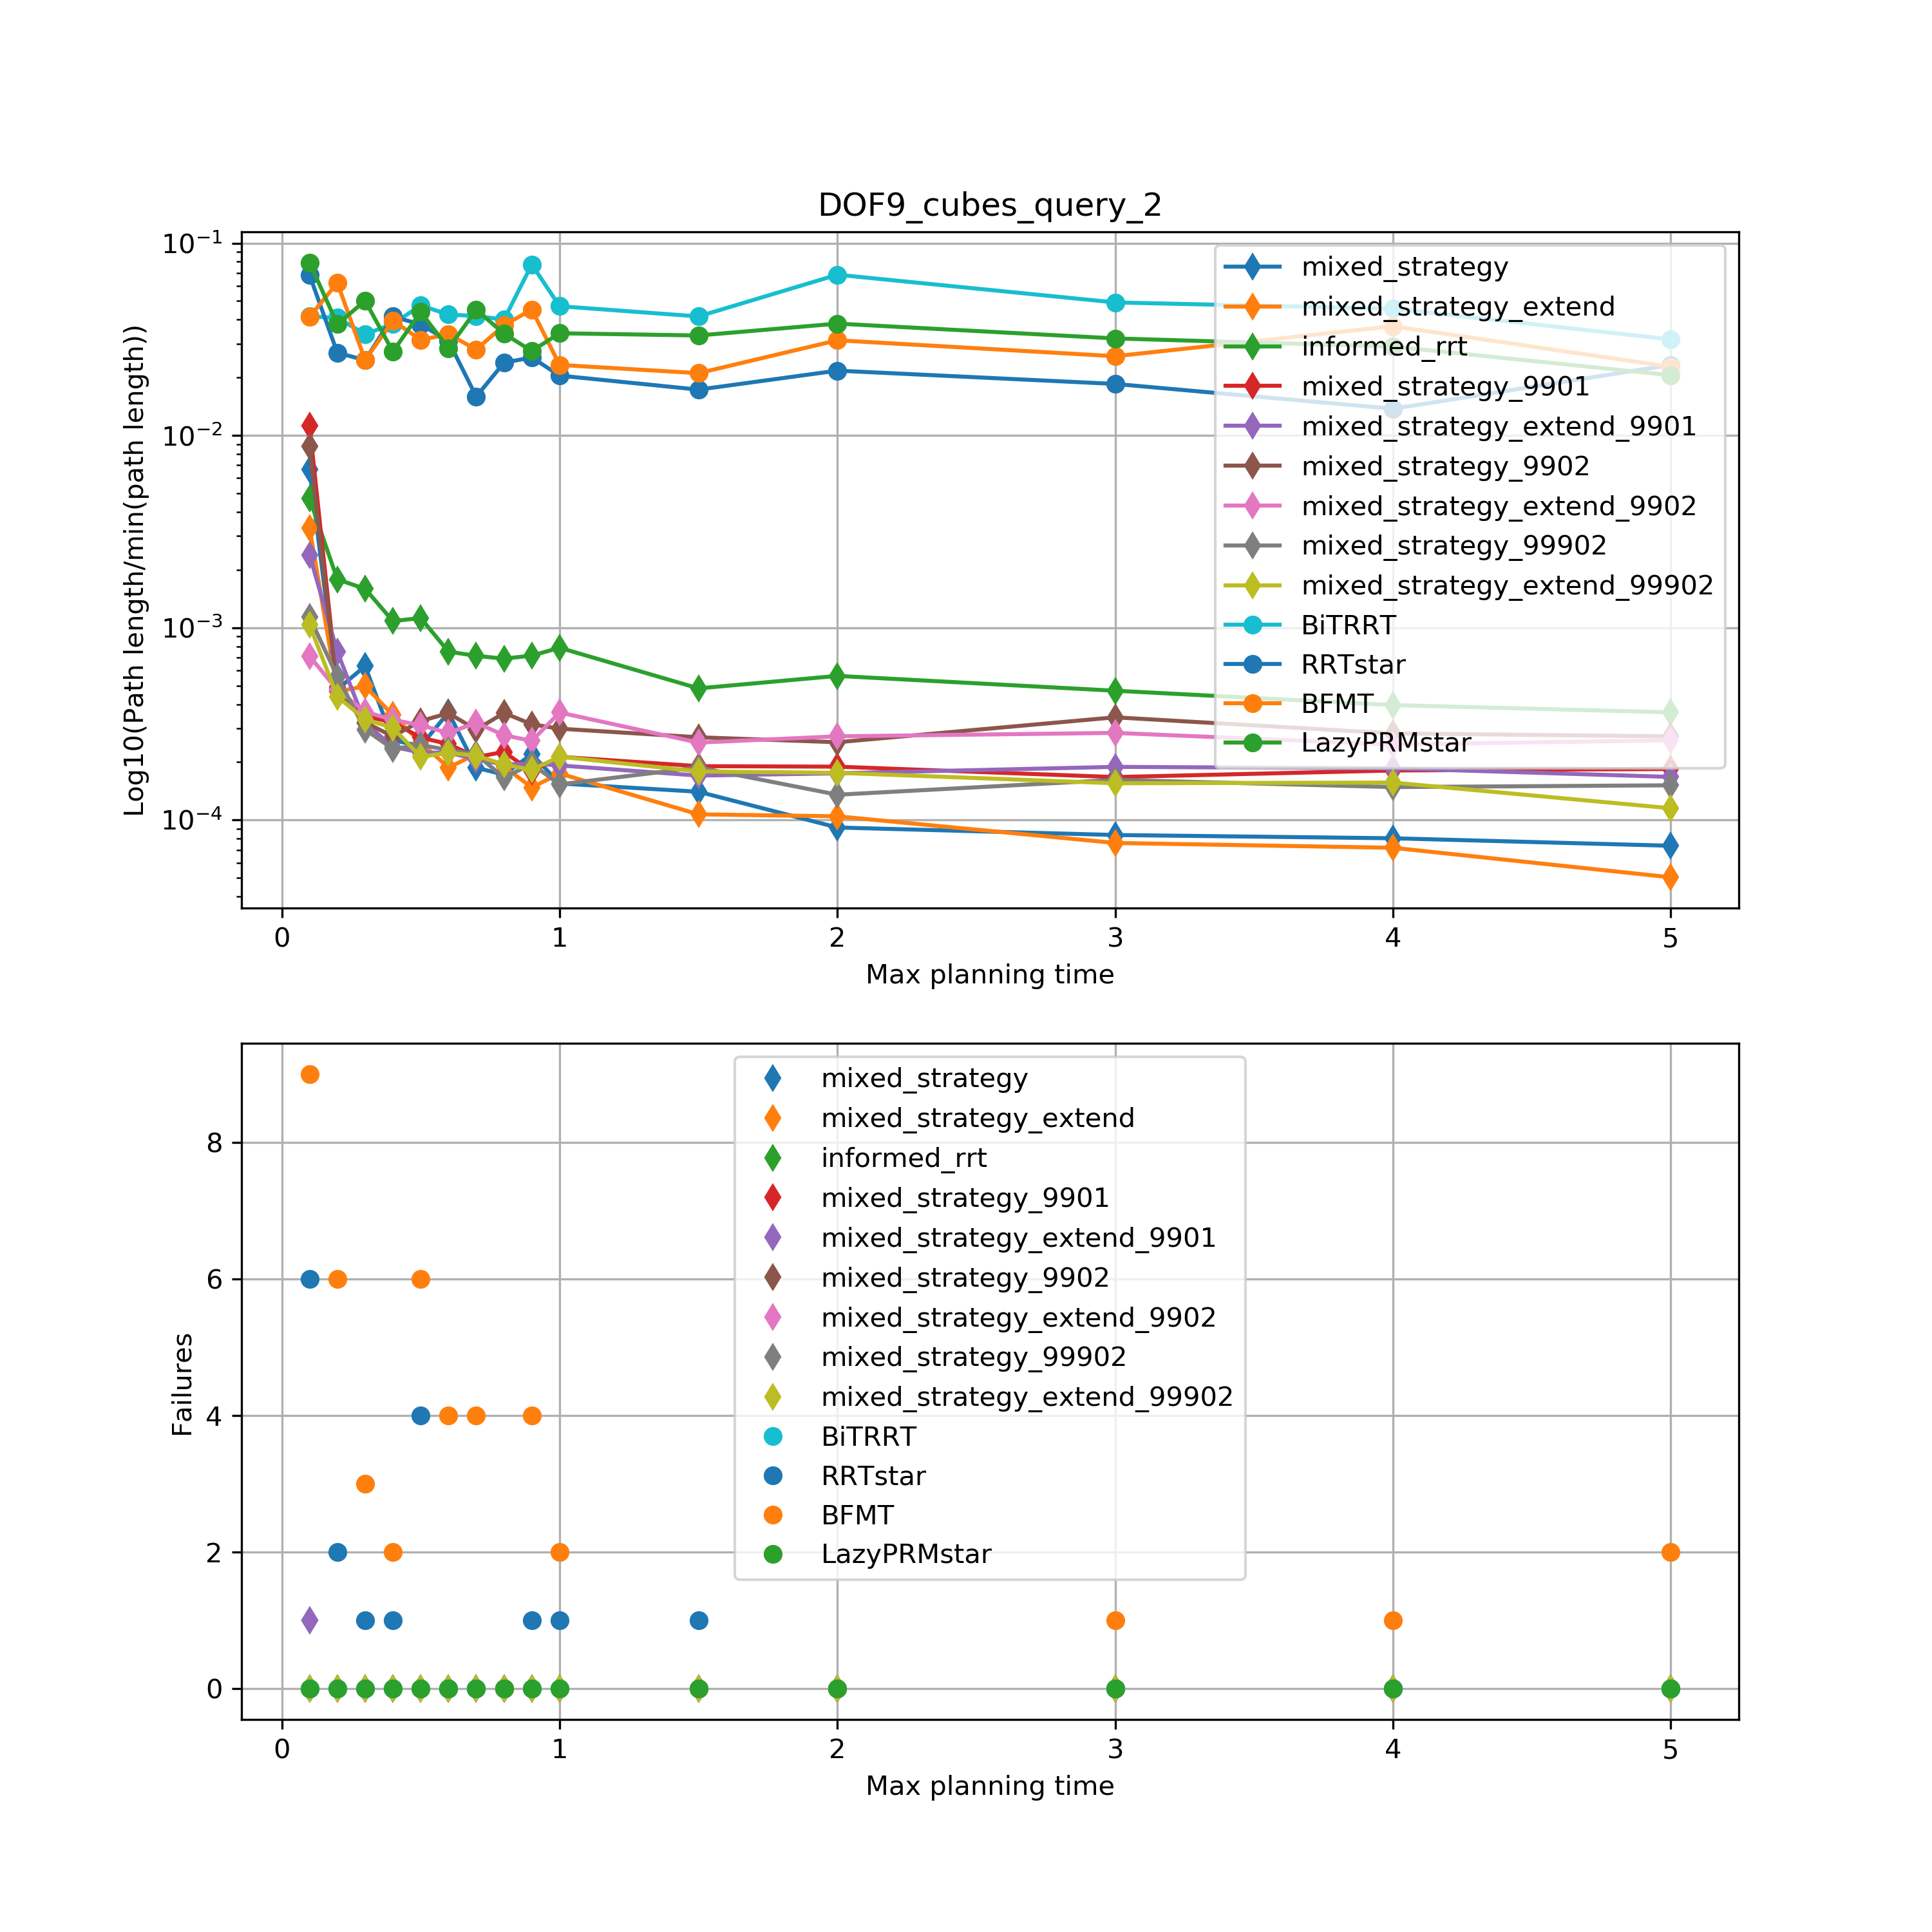 DOF9_cubes_query_2
Log10(Path length/min(path length))
10⁻¹
10⁻²
10⁻³
10⁻⁴
mixed_strategy
mixed_strategy_extend
informed_rrt
mixed_strategy_9901
mixed_strategy_extend_9901
mixed_strategy_9902
mixed_strategy_extend_9902
mixed_strategy_99902
mixed_strategy_extend_99902
BiTRRT
RRTstar
BFMT
LazyPRMstar
0 1 2 3 4 5
Max planning time
Failures
8
6
4
2
0
mixed_strategy
mixed_strategy_extend
informed_rrt
mixed_strategy_9901
mixed_strategy_extend_9901
mixed_strategy_9902
mixed_strategy_extend_9902
mixed_strategy_99902
mixed_strategy_extend_99902
BiTRRT
RRTstar
BFMT
LazyPRMstar
0 1 2 3 4 5
Max planning time